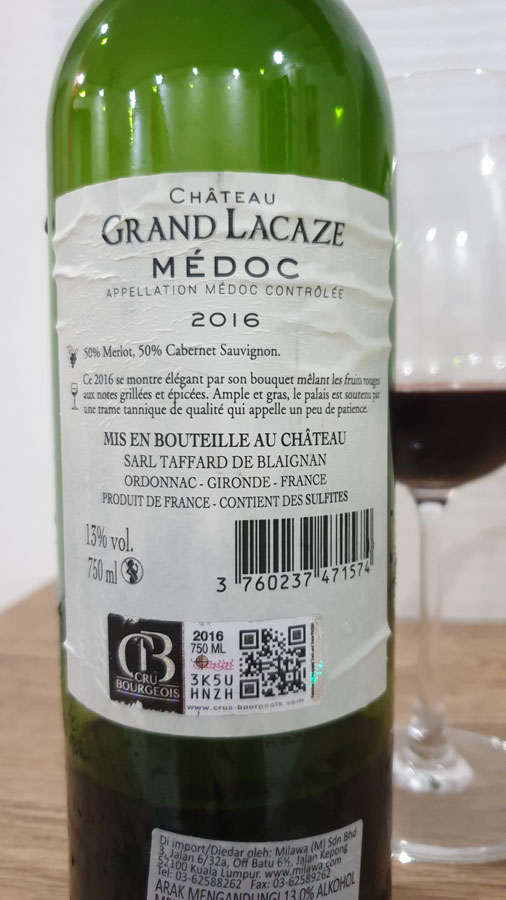 CHÂTEAU
GRAND LACAZE
MÉDOC
APPELLATION MÉDOC CONTRÔLÉE
2016
50% Merlot, 50% Cabernet Sauvignon.
Ce 2016 se montre élégant par son bouquet mêlant les fruits rouges
aux notes grillées et épicées. Ample et gras, le palais est soutenu par
une trame tannique de qualité qui appelle un peu de patience.
MIS EN BOUTEILLE AU CHÂTEAU
SARL TAFFARD DE BLAIGNAN
ORDONNAC - GIRONDE - FRANCE
PRODUIT DE FRANCE - CONTIENT DES SULFITES
13% vol.
750 ml
3 760237 471574
CB
CRU
BOURGEOIS
2016
750 ML
3K5U
HNZH
www.crus-bourgeois.com
Di import/Diedar oleh: Milawa (M) Sdn Bhd
3, Jalan 6/32a, Off Batu 6½, Jalan Kepong
52100 Kuala Lumpur. www.milawa.com
Tel: 03-62588262 Fax: 03-62589262
ARAK MENGANDUNGI 13.0% ALKOHOL